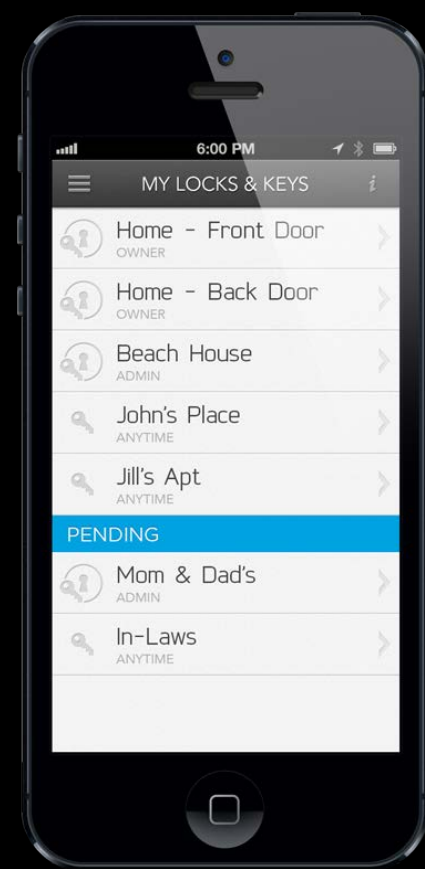 6:00 PM
MY LOCKS & KEYS i
Home - Front Door
OWNER
Home - Back Door
OWNER
Beach House
ADMIN
John's Place
ANYTIME
Jill's Apt
ANYTIME
PENDING
Mom & Dad's
ADMIN
In-Laws
ANYTIME